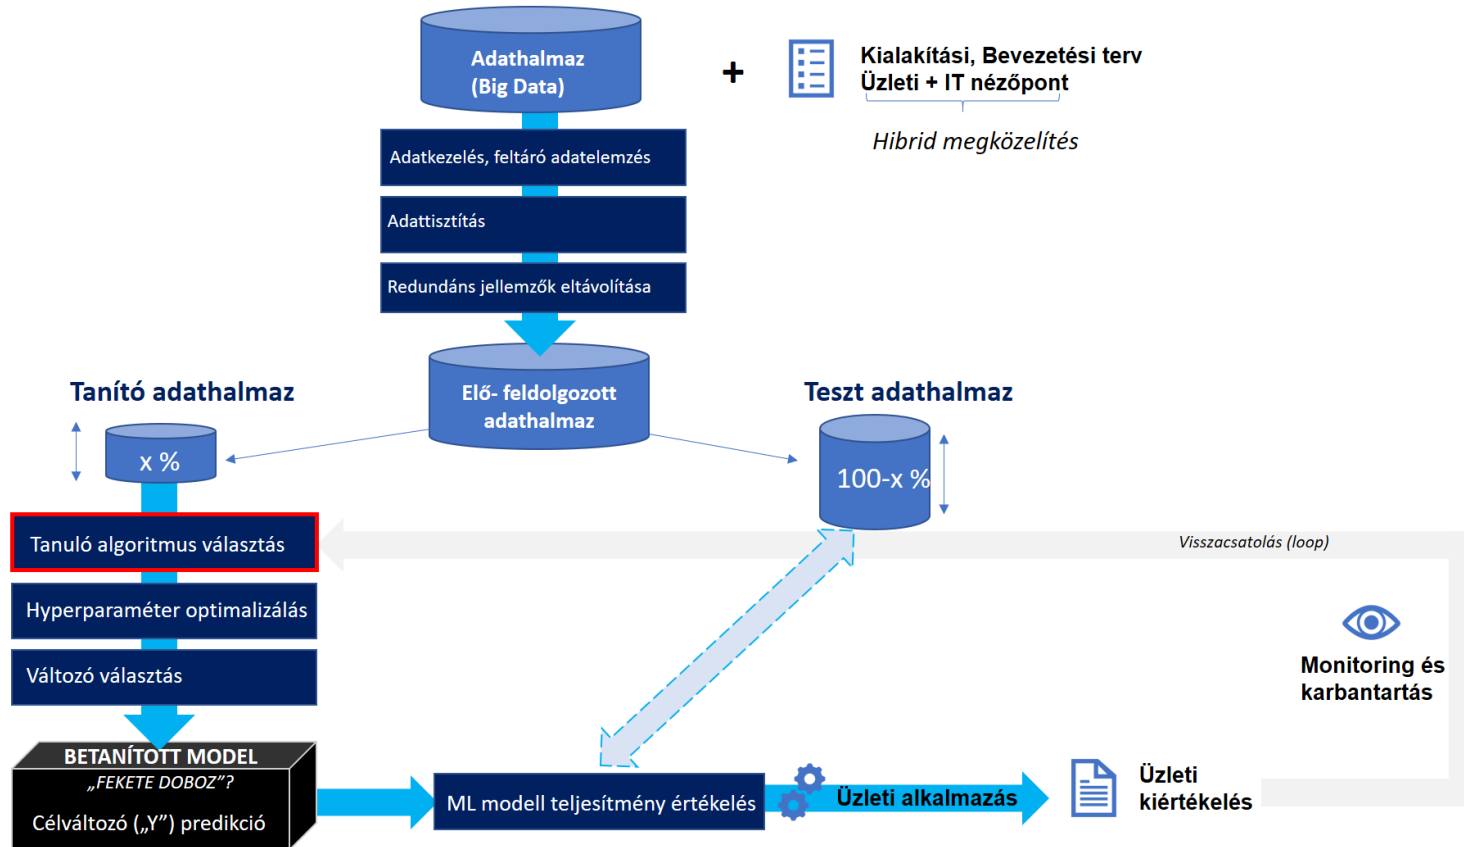 Adathalmaz
(Big Data)
+
Kialakítási, Bevezetési terv
Üzleti + IT nézőpont
Hibrid megközelítés
Adatkezelés, feltáró adatelemzés
Adattisztítás
Redundáns jellemzők eltávolítása
Elő- feldolgozott
adathalmaz
Tanító adathalmaz
x %
Teszt adathalmaz
100-x %
Tanuló algoritmus választás
Visszacsatolás (loop)
Hyperparaméter optimalizálás
Változó választás
Monitoring és
karbantartás
BETANÍTOTT MODEL
„FEKETE DOBOZ”?
Célváltozó („Y”) predikció
ML modell teljesítmény értékelés
Üzleti alkalmazás
Üzleti
kiértékelés